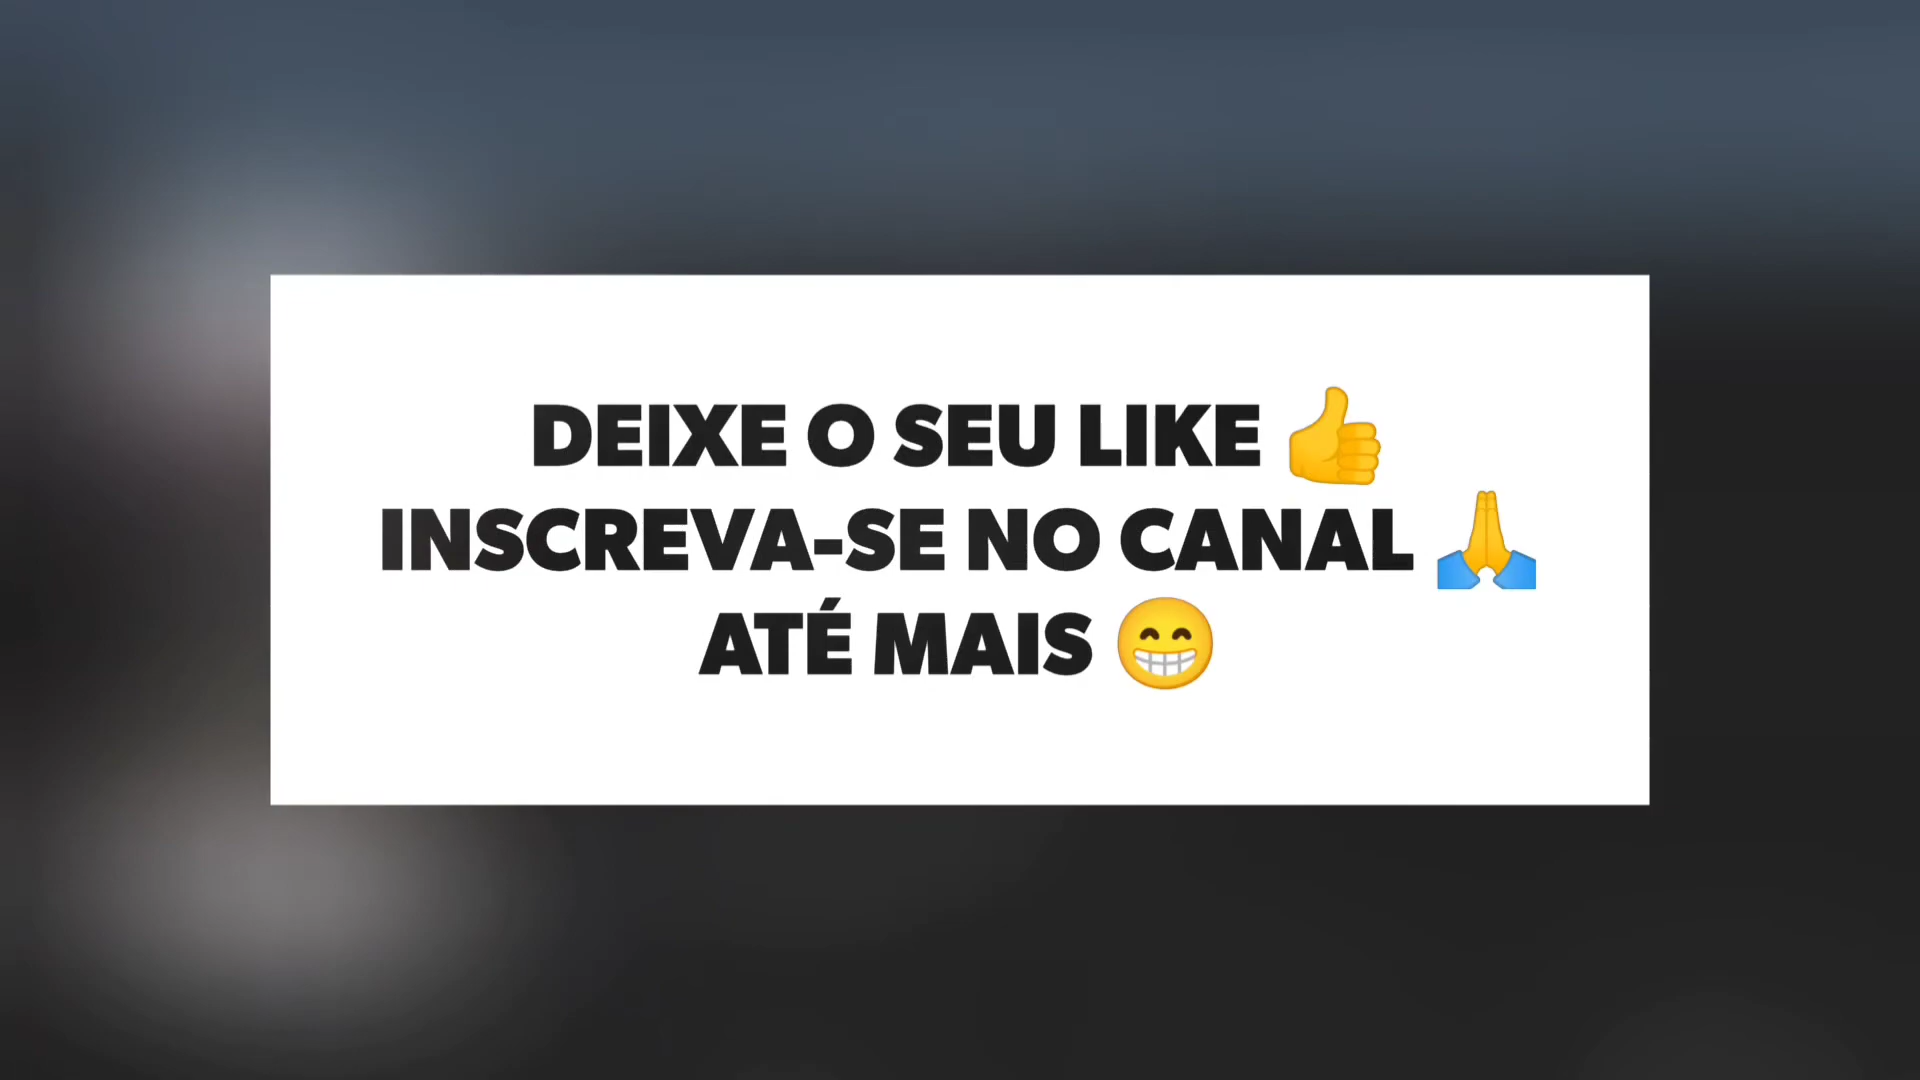 DEIXE O SEU LIKE 👍
INSCREVA-SE NO CANAL 🙏
ATÉ MAIS 😁